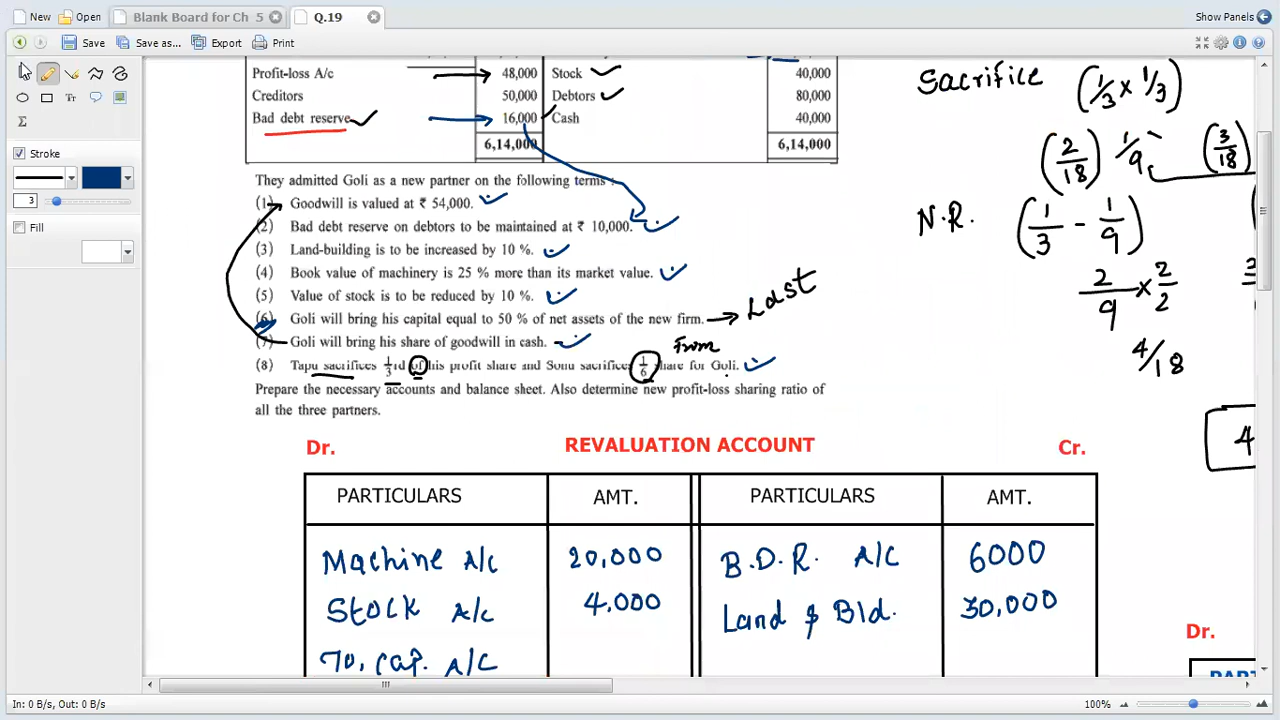 New Open Blank Board for Ch 5 Q.19 Show Panels
Save Save as... Export Print
Profit-loss A/c 48,000 Stock 40,000
Creditors 50,000 Debtors 80,000
Bad debt reserve 16,000 Cash 40,000
6,14,000 6,14,000
They admitted Goli as a new partner on the following terms :
(1) Goodwill is valued at ₹ 54,000.
(2) Bad debt reserve on debtors to be maintained at ₹ 10,000.
(3) Land-building is to be increased by 10 %.
(4) Book value of machinery is 25 % more than its market value.
(5) Value of stock is to be reduced by 10 %.
(6) Goli will bring his capital equal to 50 % of net assets of the new firm. → Last
(7) Goli will bring his share of goodwill in cash.
From
(8) Tapu sacrifices 1/3rd of his profit share and Sonu sacrifices 1/6 share for Goli.
Prepare the necessary accounts and balance sheet. Also determine new profit-loss sharing ratio of
all the three partners.
Sacrifice (1/3 x 1/3)
(2/18) 1/9 (3/18)
N.R. (1/3 - 1/9)
2/9 x 2/2
4/18
4
Dr. REVALUATION ACCOUNT Cr.
PARTICULARS AMT. PARTICULARS AMT.
Machine A/c 20,000 B.D.R. A/c 6000
Stock A/c 4,000 Land & Bld. 30,000
To, Cap. A/c
Dr.
Stroke
3
Fill
In: 0 B/s, Out: 0 B/s 100%